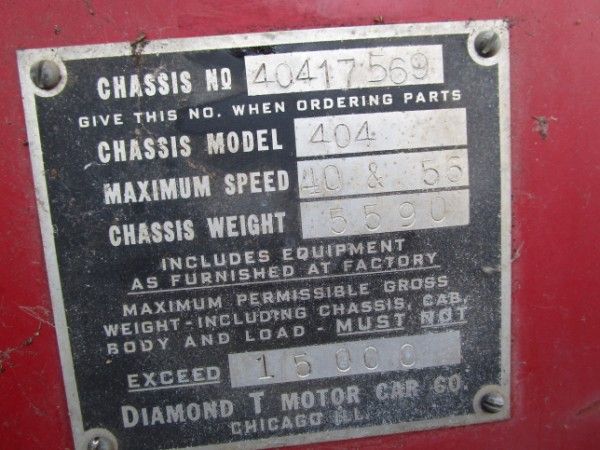 CHASSIS NO 40417569
GIVE THIS NO. WHEN ORDERING PARTS
CHASSIS MODEL 404
MAXIMUM SPEED 40 & 55
CHASSIS WEIGHT 5590
INCLUDES EQUIPMENT
AS FURNISHED AT FACTORY
MAXIMUM PERMISSIBLE GROSS
WEIGHT-INCLUDING CHASSIS, CAB,
BODY AND LOAD - MUST NOT
EXCEED 15000
DIAMOND T MOTOR CAR CO.
CHICAGO ILL.